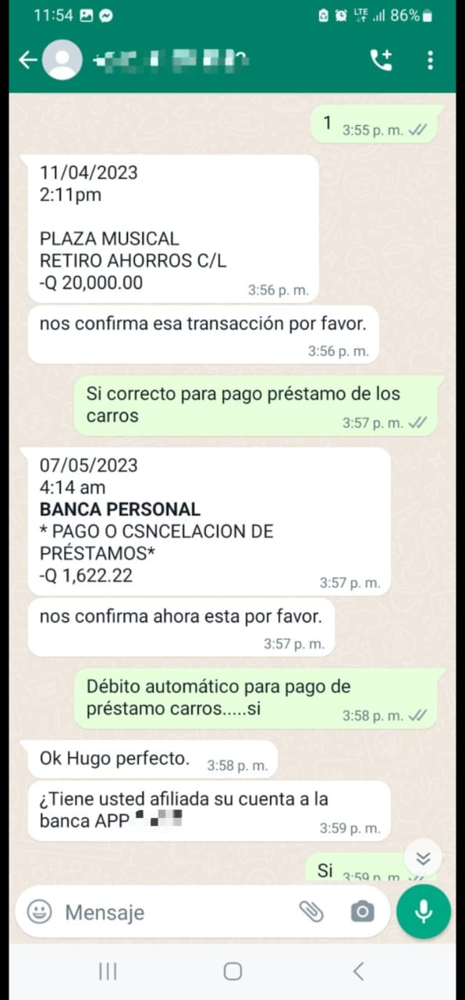 11:54
LTE
86%
1
3:55 p. m.
11/04/2023
2:11pm
PLAZA MUSICAL
RETIRO AHORROS C/L
-Q 20,000.00
3:56 p. m.
nos confirma esa transacción por favor.
3:56 p. m.
Si correcto para pago préstamo de los
carros
3:57 p. m.
07/05/2023
4:14 am
BANCA PERSONAL
* PAGO O CSNCELACION DE
PRÉSTAMOS*
-Q 1,622.22
3:57 p. m.
nos confirma ahora esta por favor.
3:57 p. m.
Débito automático para pago de
préstamo carros.....si
3:58 p. m.
Ok Hugo perfecto.
3:58 p. m.
¿Tiene usted afiliada su cuenta a la
banca APP
3:59 p. m.
Si
3:59 p. m.
Mensaje